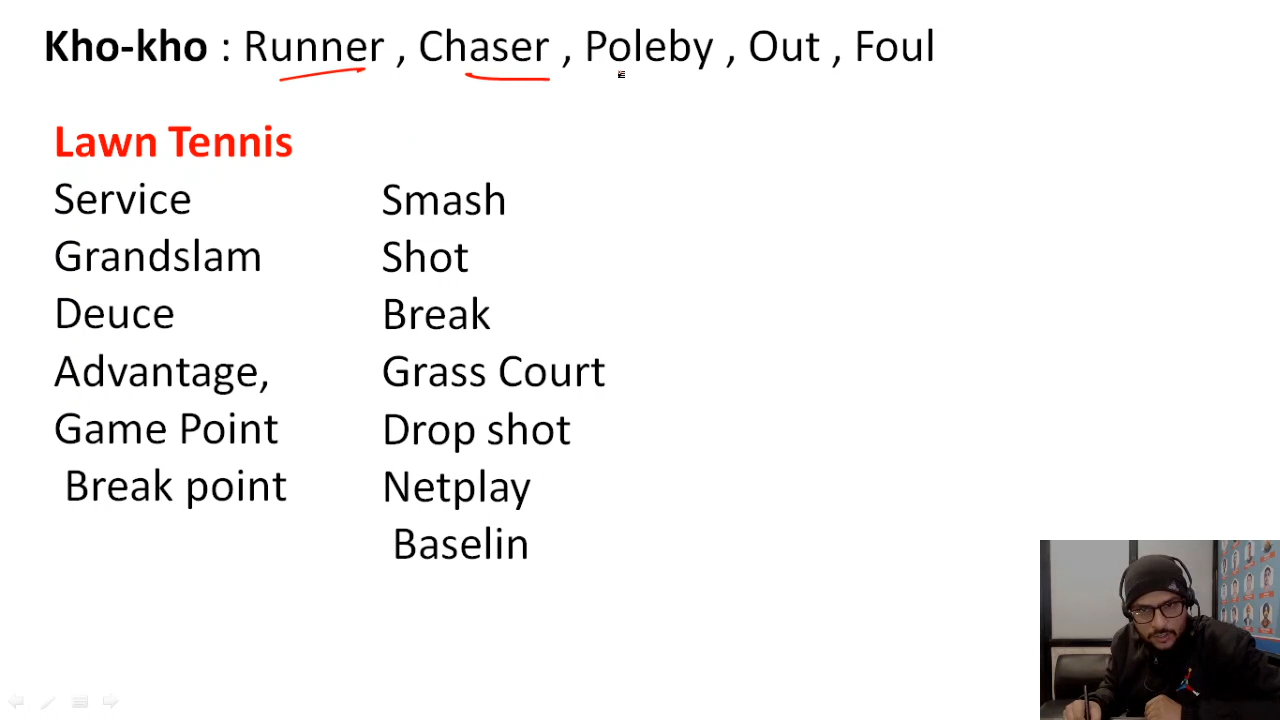 Kho-kho : Runner , Chaser , Poleby , Out , Foul
Lawn Tennis
Service
Grandslam
Deuce
Advantage,
Game Point
Break point
Smash
Shot
Break
Grass Court
Drop shot
Netplay
Baselin